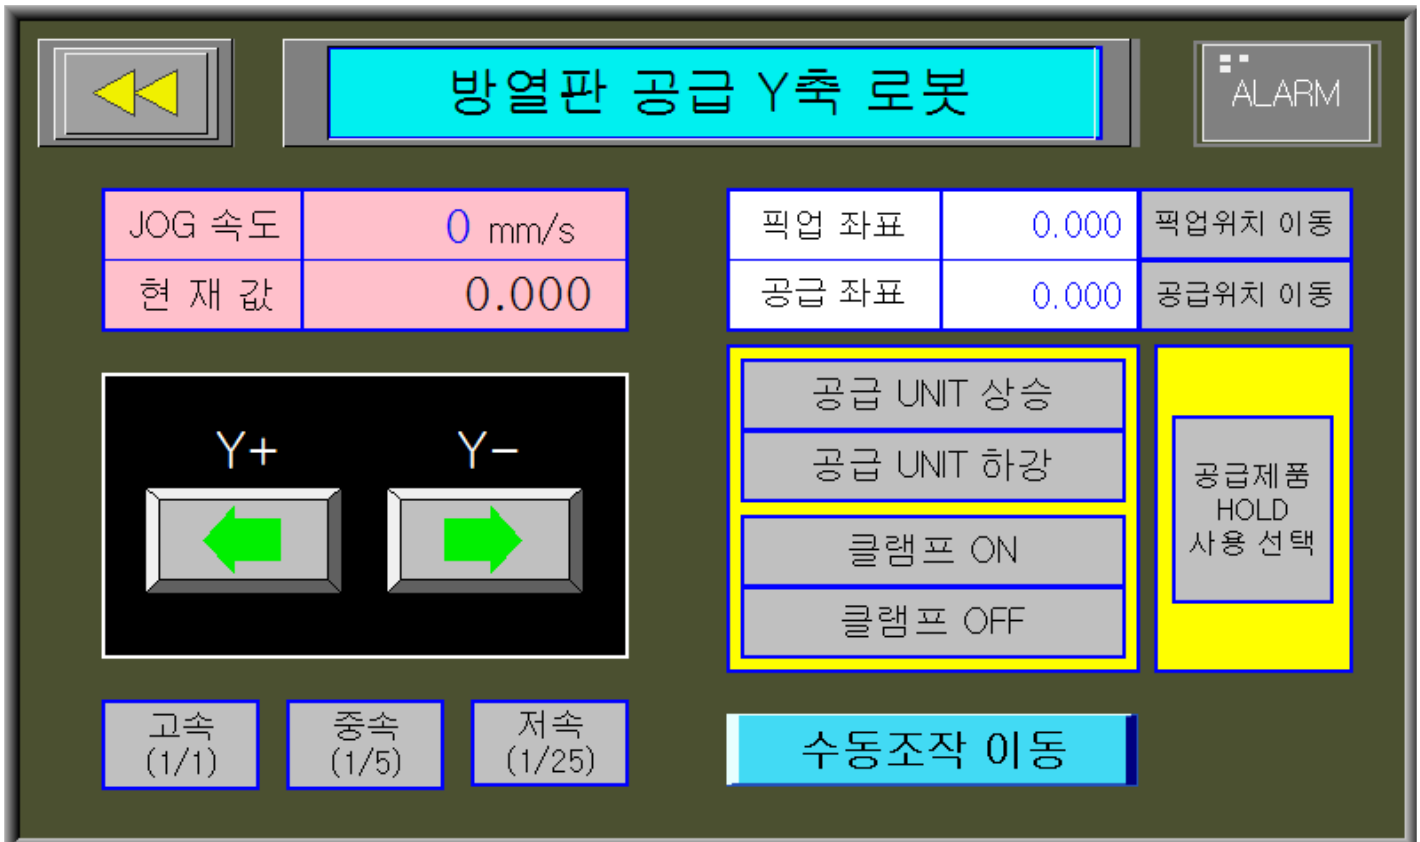 방열판 공급 Y축 로봇
ALARM
JOG 속도 0 mm/s
현 재 값 0.000
픽업 좌표 0.000 픽업위치 이동
공급 좌표 0.000 공급위치 이동
Y+ Y-
공급 UNIT 상승
공급 UNIT 하강
클램프 ON
클램프 OFF
공급제품
HOLD
사용 선택
고속
(1/1)
중속
(1/5)
저속
(1/25)
수동조작 이동